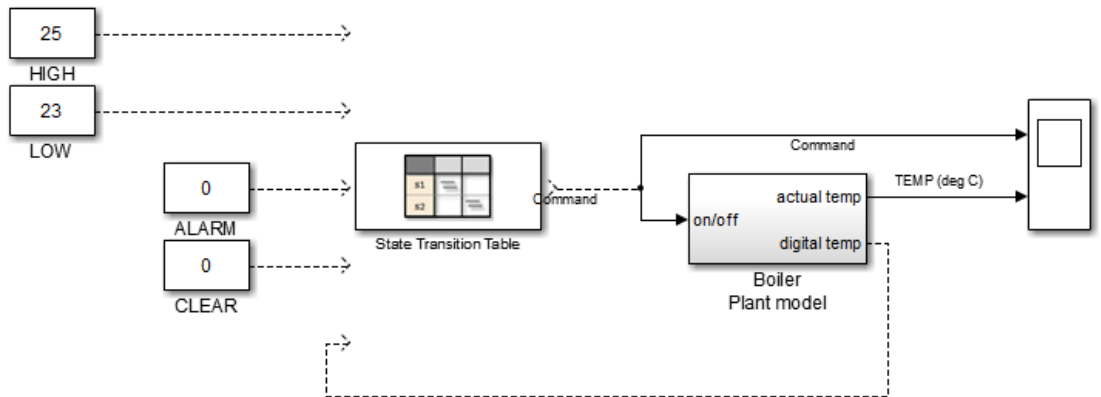 25
HIGH
23
LOW
0
ALARM
0
CLEAR
s1
s2
State Transition Table
Command
Command
TEMP (deg C)
on/off
actual temp
digital temp
Boiler
Plant model